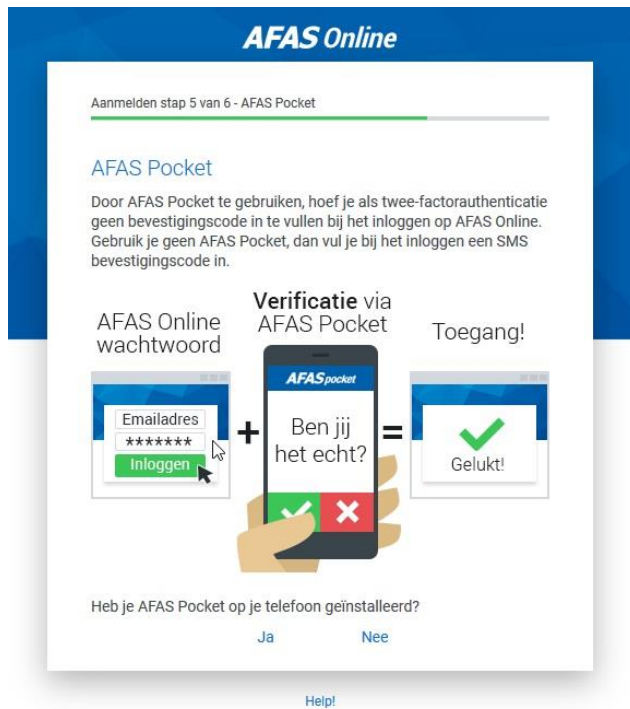 AFAS Online
Aanmelden stap 5 van 6 - AFAS Pocket
AFAS Pocket
Door AFAS Pocket te gebruiken, hoef je als twee-factorauthenticatie
geen bevestigingscode in te vullen bij het inloggen op AFAS Online.
Gebruik je geen AFAS Pocket, dan vul je bij het inloggen een SMS
bevestigingscode in.
AFAS Online
wachtwoord
Emailadres
*******
Inloggen
+
Verificatie via
AFAS Pocket
AFAS pocket
Ben jij
het echt?
=
Toegang!
Gelukt!
Heb je AFAS Pocket op je telefoon geïnstalleerd?
Ja Nee
Help!